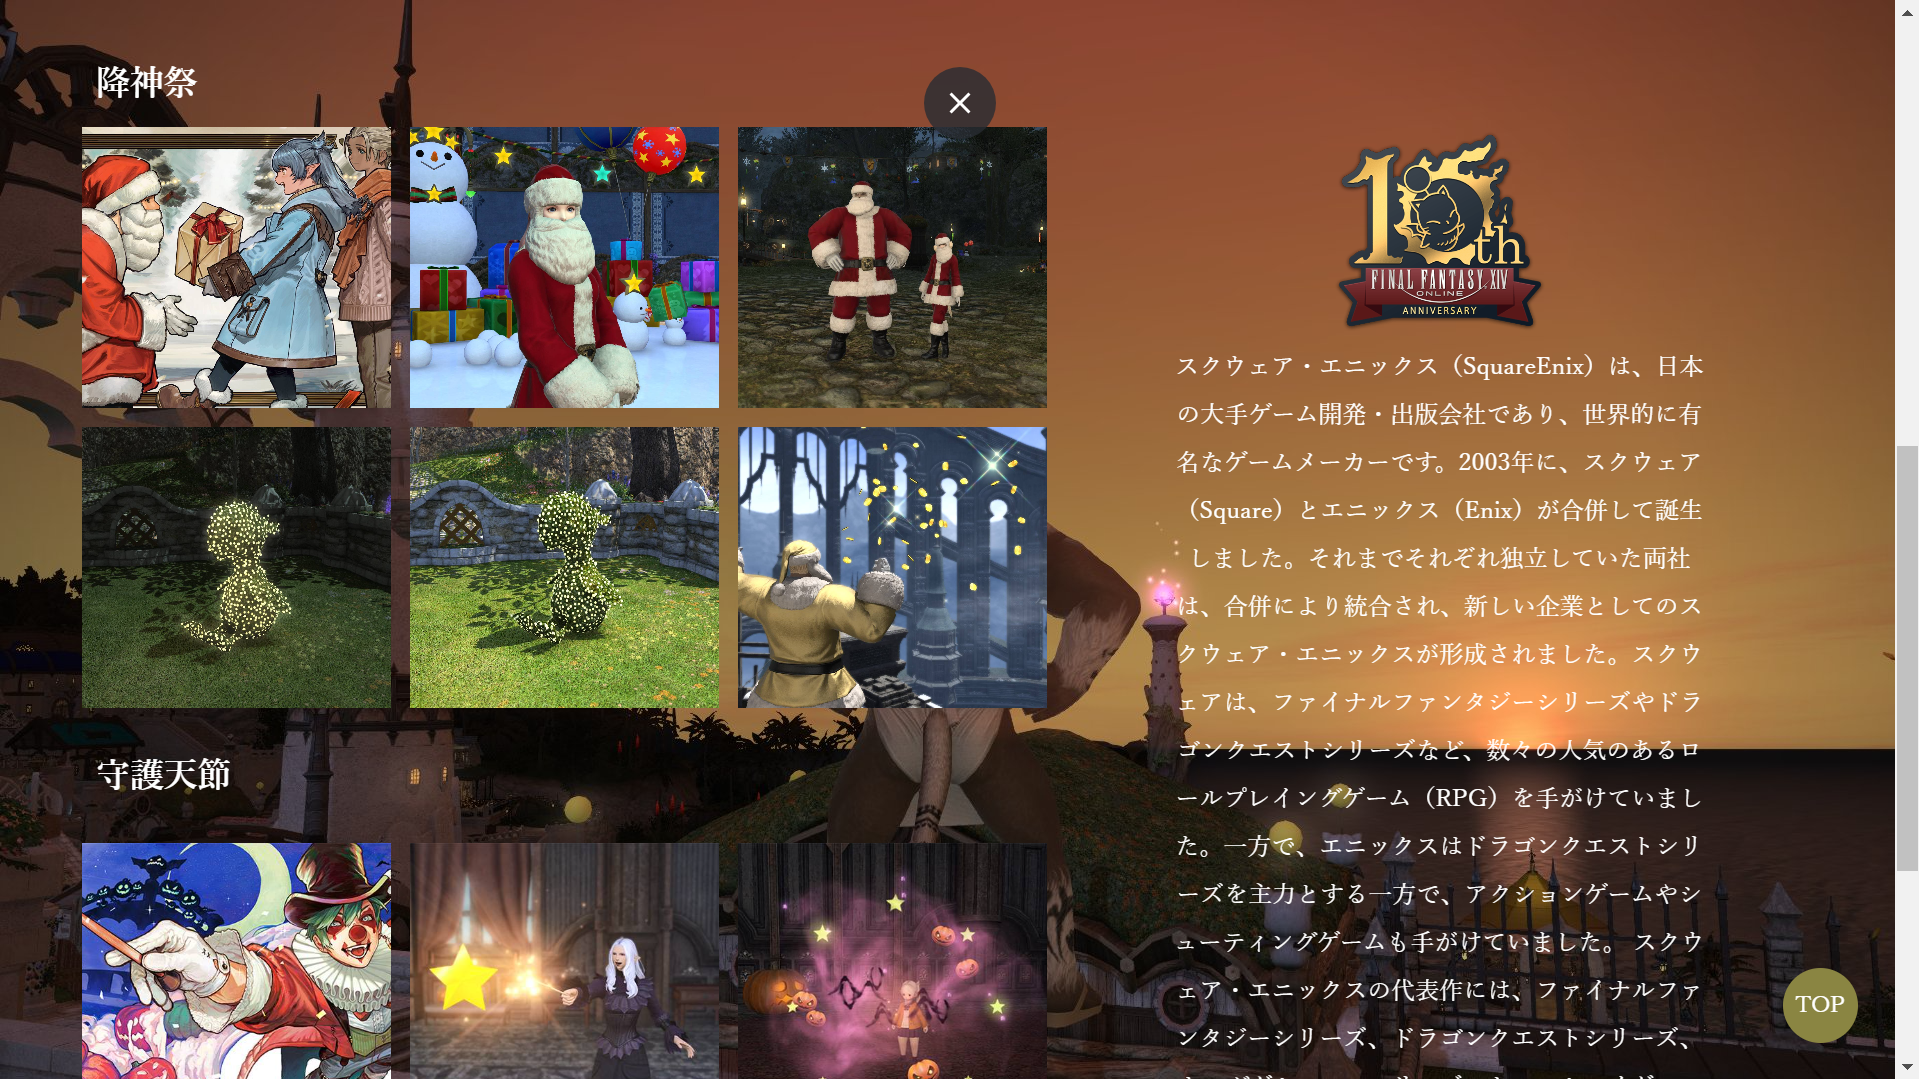 降神祭
10th
FINAL FANTASY XIV
ONLINE
ANNIVERSARY
スクウェア・エニックス（SquareEnix）は、日本
の大手ゲーム開発・出版会社であり、世界的に有
名なゲームメーカーです。2003年に、スクウェア
（Square）とエニックス（Enix）が合併して誕生
しました。それまでそれぞれ独立していた両社
は、合併により統合され、新しい企業としてのス
クウェア・エニックスが形成されました。スクウ
ェアは、ファイナルファンタジーシリーズやドラ
ゴンクエストシリーズなど、数々の人気のあるロ
ールプレイングゲーム（RPG）を手がけていまし
た。一方で、エニックスはドラゴンクエストシリ
ーズを主力とする一方で、アクションゲームやシ
ューティングゲームも手がけていました。 スクウ
ェア・エニックスの代表作には、ファイナルファ
ンタジーシリーズ、ドラゴンクエストシリーズ、
守護天節
TOP